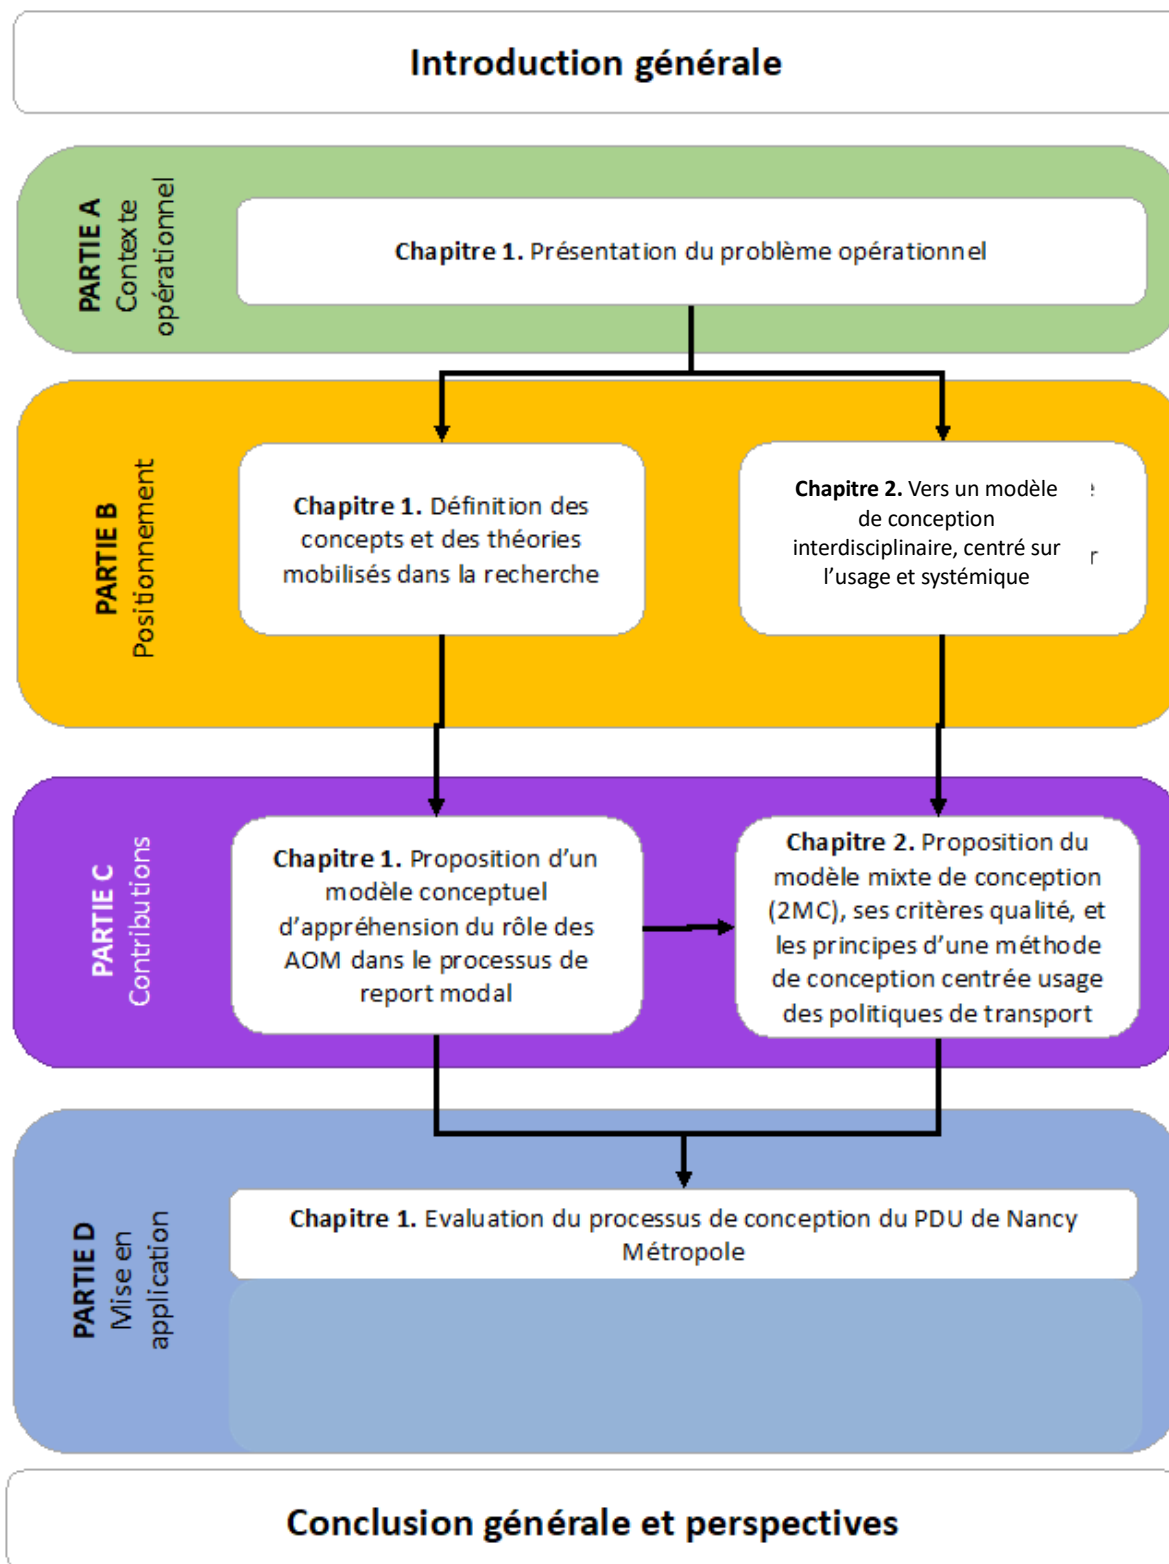 Introduction générale
PARTIE A
Contexte
opérationnel
Chapitre 1. Présentation du problème opérationnel
PARTIE B
Positionnement
Chapitre 1. Définition des
concepts et des théories
mobilisés dans la recherche
Chapitre 2. Vers un modèle
de conception
interdisciplinaire, centré sur
l’usage et systémique
PARTIE C
Contributions
Chapitre 1. Proposition d’un
modèle conceptuel
d’appréhension du rôle des
AOM dans le processus de
report modal
Chapitre 2. Proposition du
modèle mixte de conception
(2MC), ses critères qualité, et
les principes d’une méthode
de conception centrée usage
des politiques de transport
PARTIE D
Mise en
application
Chapitre 1. Evaluation du processus de conception du PDU de Nancy
Métropole
Conclusion générale et perspectives